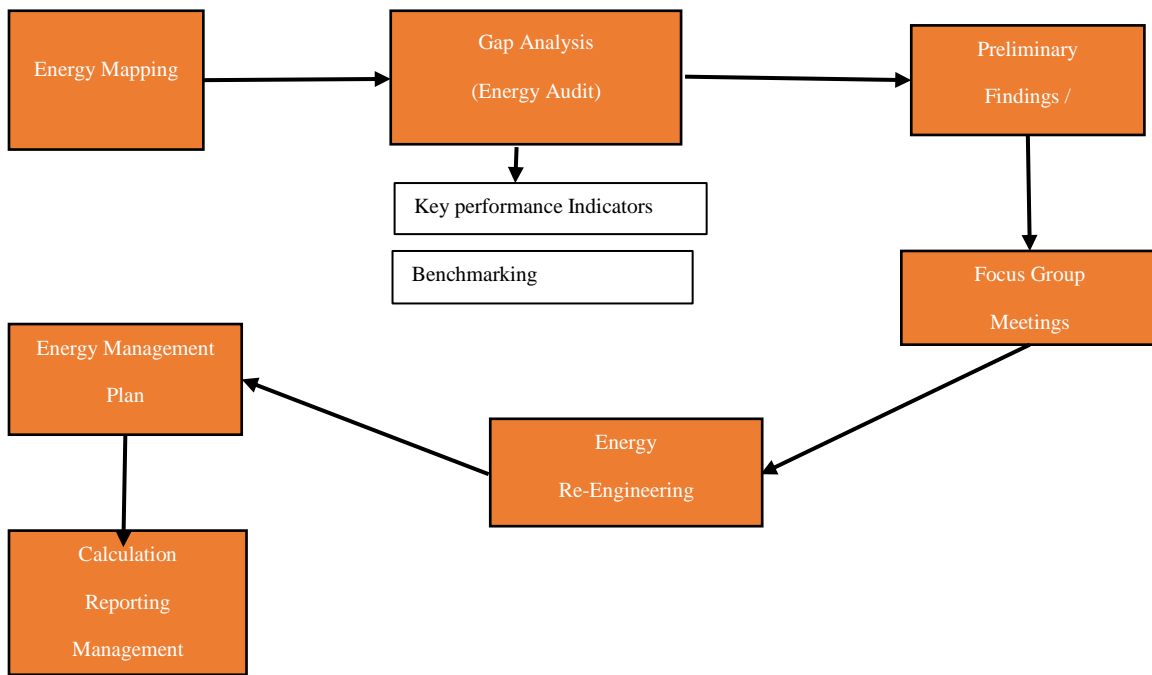 Energy Mapping
Gap Analysis
(Energy Audit)
Preliminary
Findings /
Key performance Indicators
Benchmarking
Focus Group
Meetings
Energy Management
Plan
Energy
Re-Engineering
Calculation
Reporting
Management